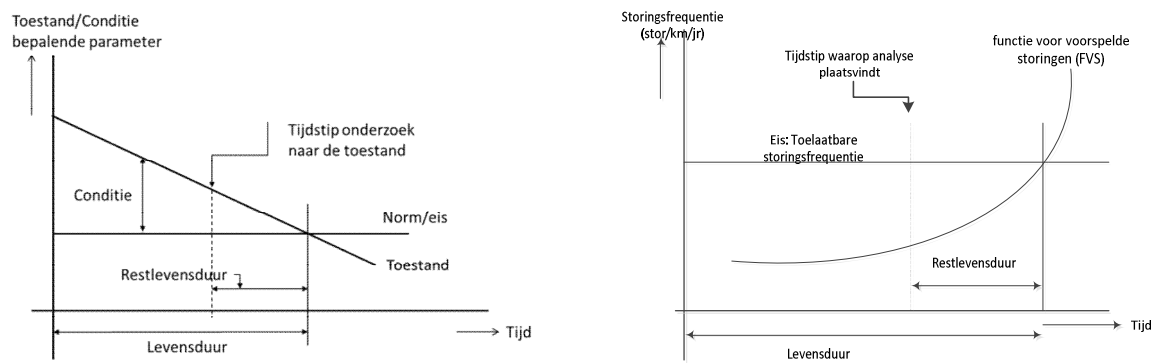 Toestand/Conditie
bepalende parameter
Tijdstip onderzoek
naar de toestand
Conditie
Norm/eis
Restlevensduur
Toestand
Tijd
Levensduur
Storingsfrequentie
(stor/km/jr)
functie voor voorspelde
storingen (FVS)
Tijdstip waarop analyse
plaatsvindt
Eis: Toelaatbare
storingsfrequentie
Restlevensduur
Tijd
Levensduur